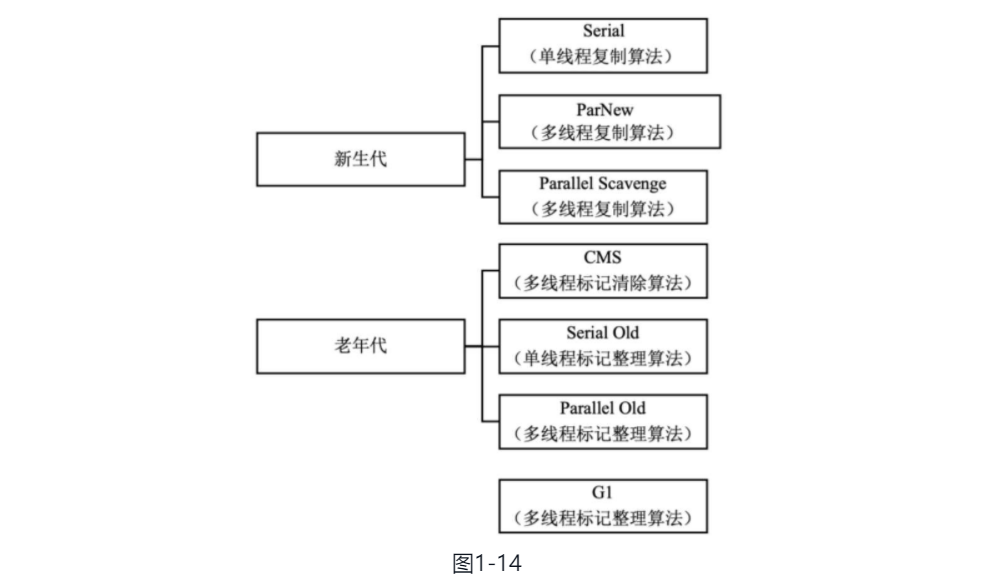 Serial
（单线程复制算法）
ParNew
（多线程复制算法）
新生代
Parallel Scavenge
（多线程复制算法）
CMS
（多线程标记清除算法）
老年代
Serial Old
（单线程标记整理算法）
Parallel Old
（多线程标记整理算法）
G1
（多线程标记整理算法）
图1-14